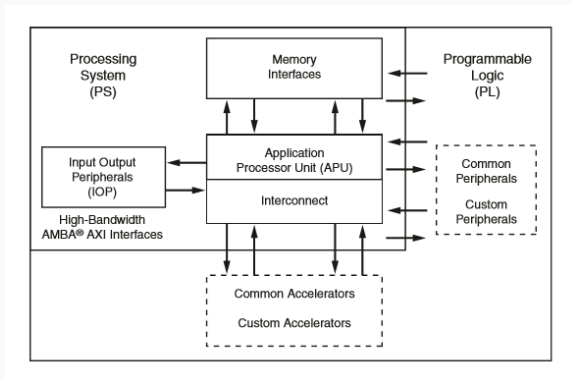 Processing
System
(PS)
Memory
Interfaces
Programmable
Logic
(PL)
Input Output
Peripherals
(IOP)
Application
Processor Unit (APU)
Interconnect
High-Bandwidth
AMBA® AXI Interfaces
Common
Peripherals
Custom
Peripherals
Common Accelerators
Custom Accelerators